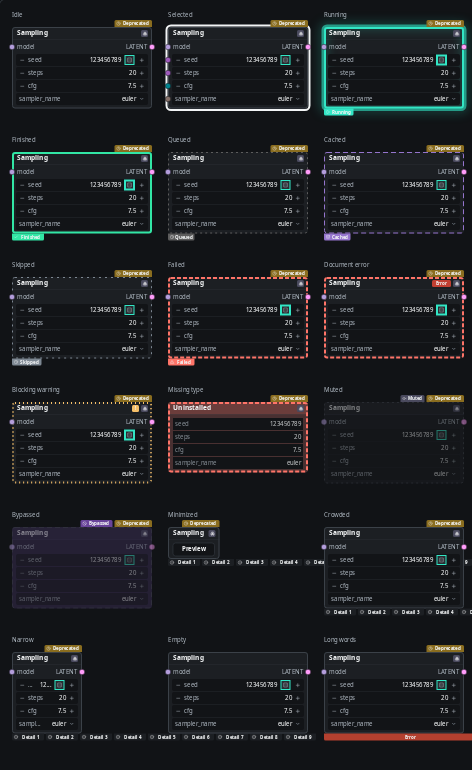 Idle
Deprecated
Sampling
model LATENT
seed 123456789
steps 20
cfg 7.5
sampler_name euler
Selected
Deprecated
Sampling
model LATENT
seed 123456789
steps 20
cfg 7.5
sampler_name euler
Running
Deprecated
Sampling
model LATENT
seed 123456789
steps 20
cfg 7.5
sampler_name euler
Running
Finished
Deprecated
Sampling
model LATENT
seed 123456789
steps 20
cfg 7.5
sampler_name euler
Finished
Queued
Deprecated
Sampling
model LATENT
seed 123456789
steps 20
cfg 7.5
sampler_name euler
Queued
Cached
Deprecated
Sampling
model LATENT
seed 123456789
steps 20
cfg 7.5
sampler_name euler
Cached
Skipped
Deprecated
Sampling
model LATENT
seed 123456789
steps 20
cfg 7.5
sampler_name euler
Skipped
Failed
Deprecated
Sampling
model LATENT
seed 123456789
steps 20
cfg 7.5
sampler_name euler
Failed
Document error
Deprecated
Sampling Error
model LATENT
seed 123456789
steps 20
cfg 7.5
sampler_name euler
Blocking warning
Deprecated
Sampling
model LATENT
seed 123456789
steps 20
cfg 7.5
sampler_name euler
Missing type
Deprecated
Uninstalled
seed 123456789
steps 20
cfg 7.5
sampler_name euler
Muted
Muted Deprecated
Sampling
model LATENT
seed 123456789
steps 20
cfg 7.5
sampler_name euler
Bypassed
Bypassed Deprecated
Sampling
model LATENT
seed 123456789
steps 20
cfg 7.5
sampler_name euler
Minimized
Deprecated
Sampling
Preview
Detail 1 Detail 2 Detail 3 Detail 4
Crowded
Deprecated
Sampling
model LATENT
seed 123456789
steps 20
cfg 7.5
sampler_name euler
Detail 1 Detail 2 Detail 3 Detail 4
Narrow
Deprecated
Sampling
model LATENT
... 12...
steps 20
cfg 7.5
sampl... euler
Detail 1 Detail 2 Detail 3 Detail 4 Detail 5 Detail 6 Detail 7 Detail 8 Detail 9
Empty
Sampling
model LATENT
seed 123456789
steps 20
cfg 7.5
sampler_name euler
Long words
Deprecated
Sampling
model LATENT
seed 123456789
steps 20
cfg 7.5
sampler_name euler
Error